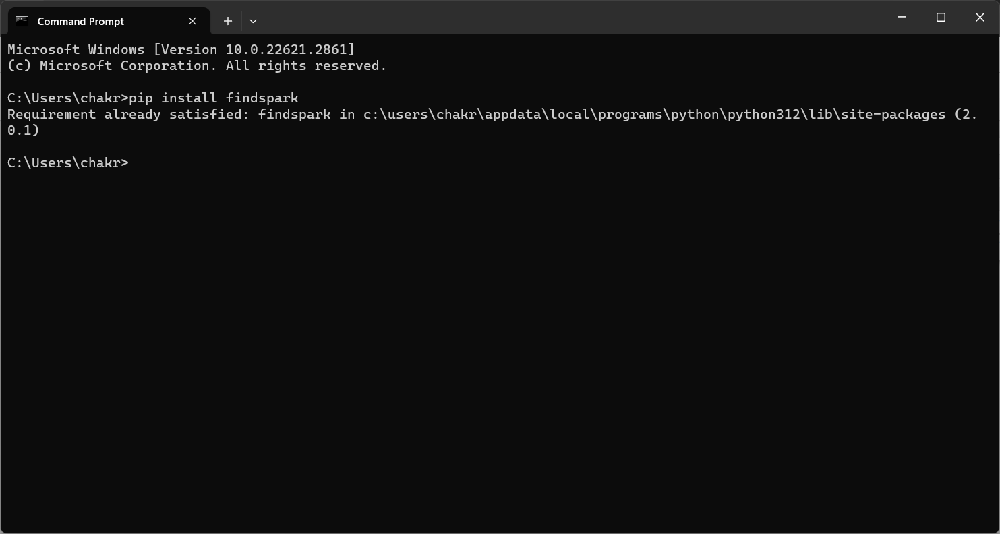 Command Prompt
Microsoft Windows [Version 10.0.22621.2861]
(c) Microsoft Corporation. All rights reserved.
C:\Users\chakr>pip install findspark
Requirement already satisfied: findspark in c:\users\chakr\appdata\local\programs\python\python312\lib\site-packages (2.
0.1)
C:\Users\chakr>